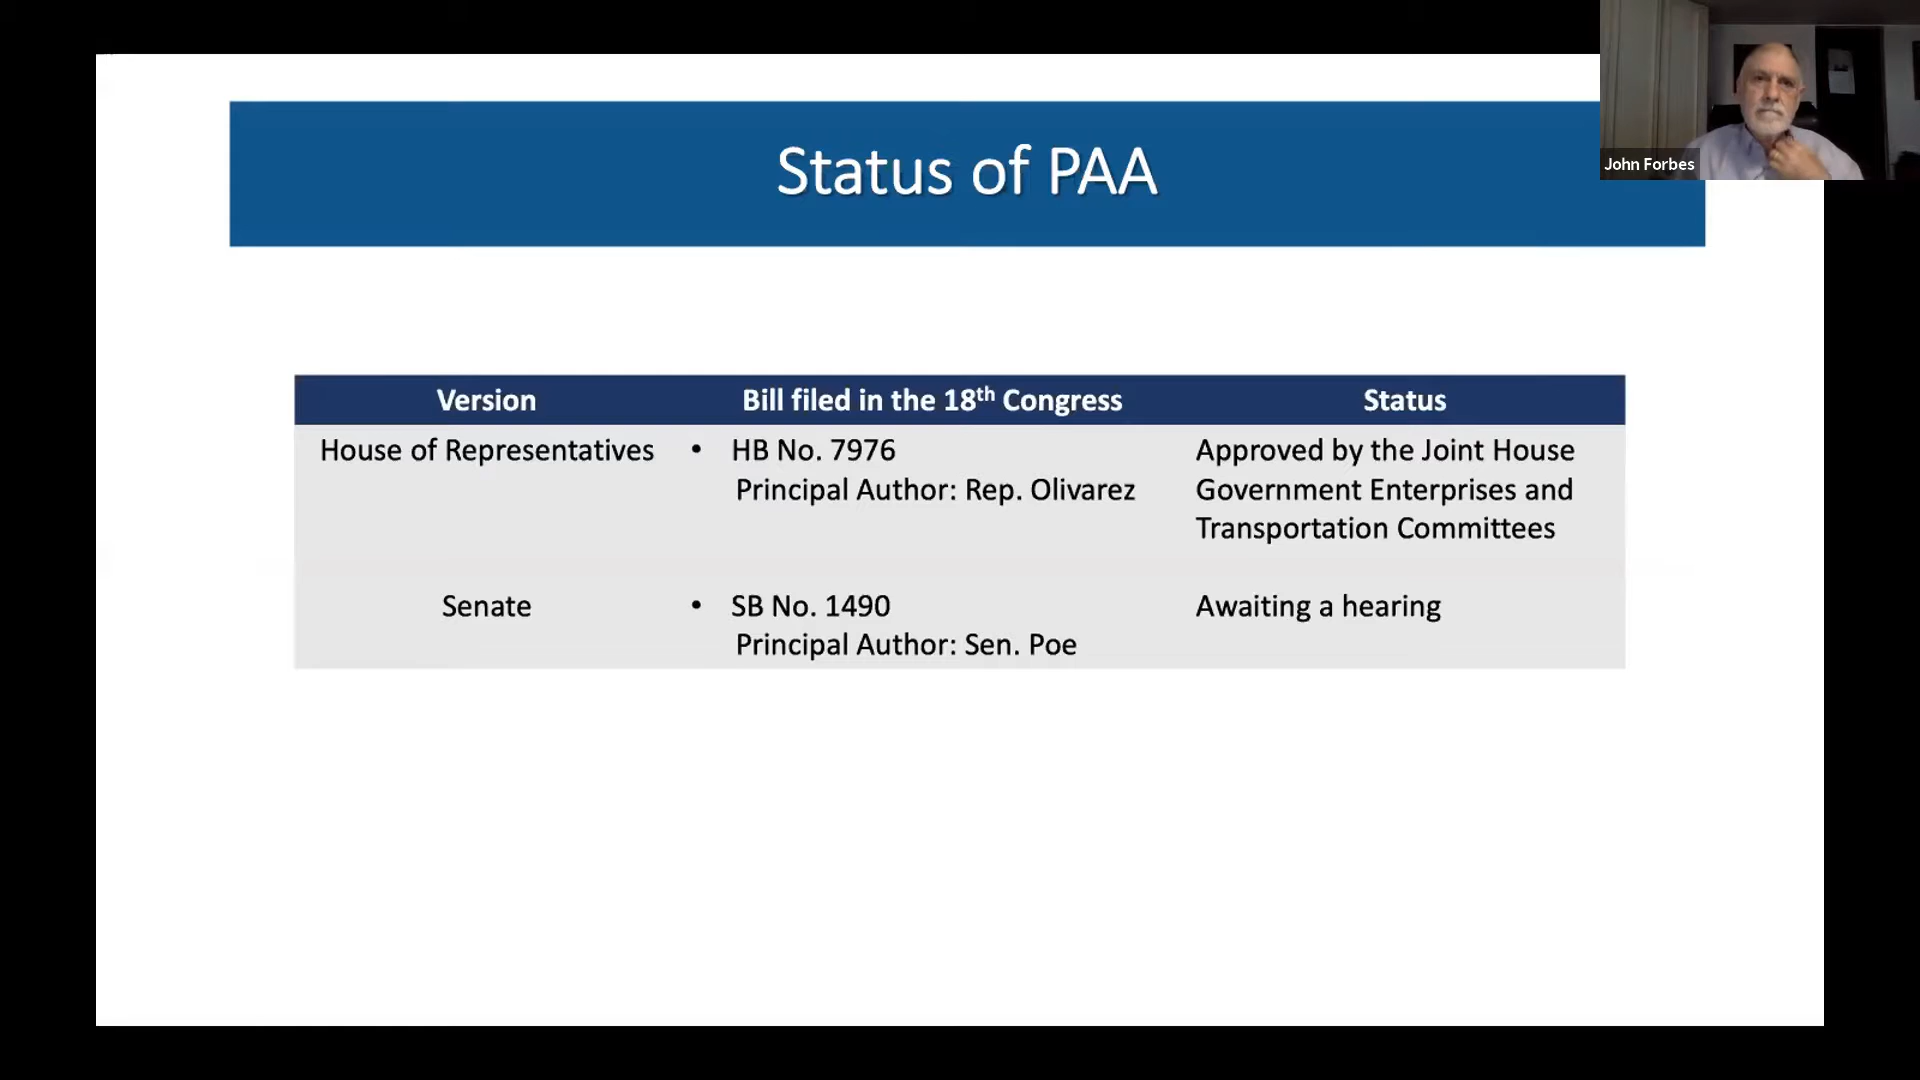 Status of PAA
John Forbes
Version Bill filed in the 18th Congress Status
House of Representatives • HB No. 7976 Approved by the Joint House
Principal Author: Rep. Olivarez Government Enterprises and
Transportation Committees
Senate • SB No. 1490 Awaiting a hearing
Principal Author: Sen. Poe